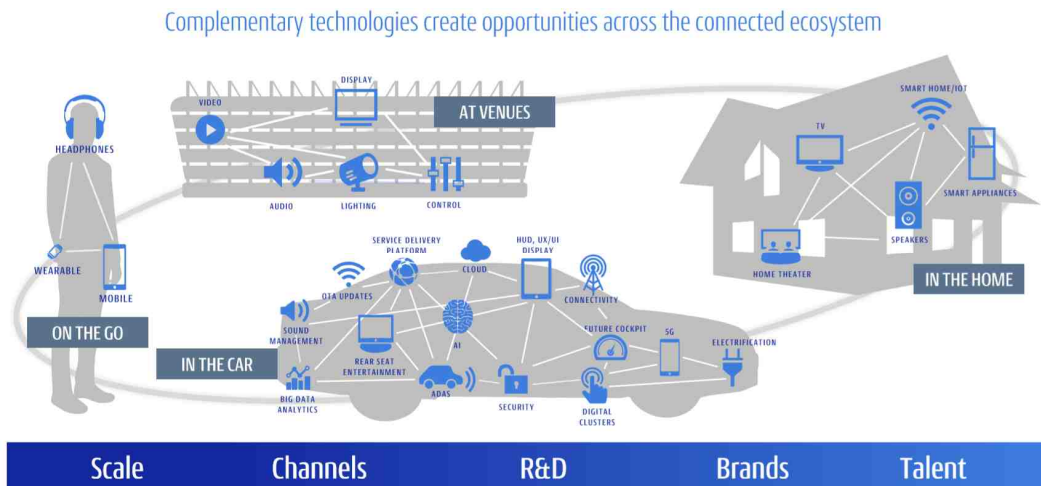 Complementary technologies create opportunities across the connected ecosystem
HEADPHONES
WEARABLE
MOBILE
ON THE GO
VIDEO
DISPLAY
AT VENUES
AUDIO
LIGHTING
CONTROL
SMART HOME/IOT
TV
SMART APPLIANCES
SPEAKERS
HOME THEATER
IN THE HOME
SERVICE DELIVERY
PLATFORM
CLOUD
HUD, UX/UI
DISPLAY
OTA UPDATES
CONNECTIVITY
SOUND
MANAGEMENT
REAR SEAT
ENTERTAINMENT
AI
FUTURE COCKPIT
5G
ELECTRIFICATION
IN THE CAR
BIG DATA
ANALYTICS
ADAS
SECURITY
DIGITAL
CLUSTERS
Scale
Channels
R&D
Brands
Talent